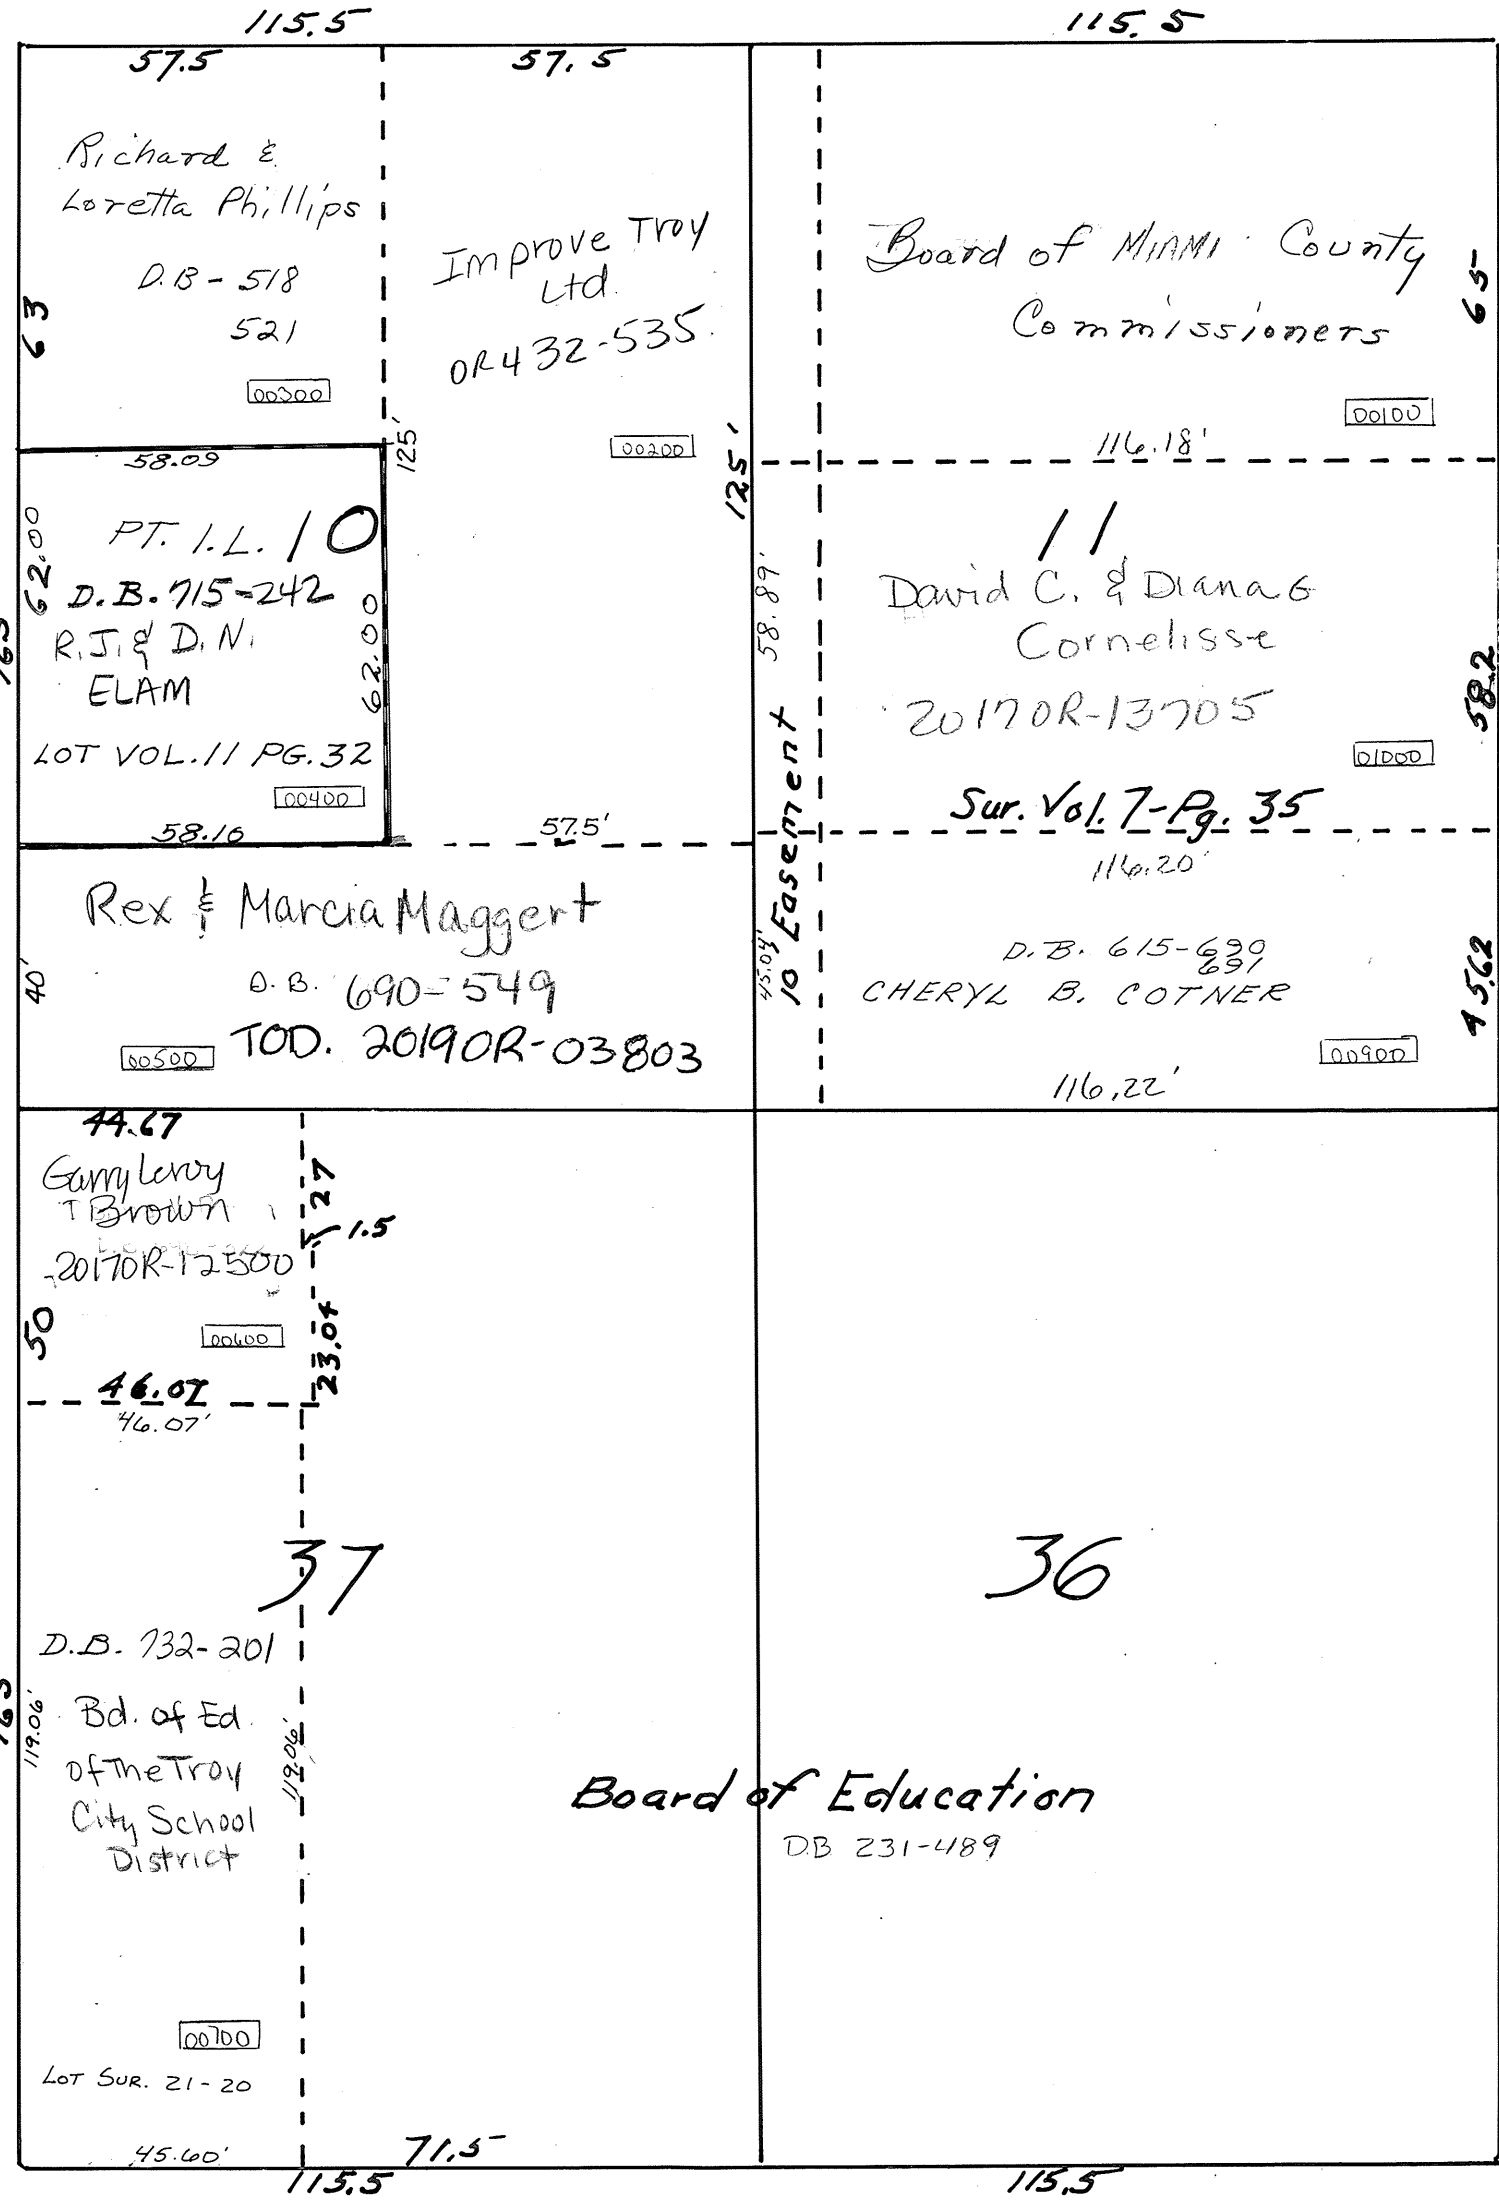 115.5
115.5
57.5
57.5
Richard &
Loretta Phillips
D.B - 518
521
63
00300
Improve Troy
Ltd.
OR 432-535
125'
00200
Board of MIAMI County
Commissioners
65
00100
116.18'
125'
58.09
62.00
PT. I.L. 10
D.B. 715-242
R.J. & D.N.
ELAM
62.00
LOT VOL. 11 PG. 32
00400
58.16
57.5'
165
11
David C. & Diana G
Cornelisse
2017OR-13705
58.89'
58.2
01000
Sur. Vol. 7-Pg. 35
10 Easement
116.20'
Rex & Marcia Maggert
D.B. 690-549
TOD. 2019OR-03803
40'
00500
45.04'
D.B. 615-690
691
CHERYL B. COTNER
45.62
00900
116.22'
44.67
Garry Leroy
Brown
2017OR-12500
27
1.5
23.04
50
00600
46.07
46.07'
37
36
D.B. 732-201
Bd. of Ed.
of the Troy
City School
District
165
119.06'
119.06'
Board of Education
DB 231-489
00700
LOT SUR. 21-20
45.60'
71.5
115.5
115.5